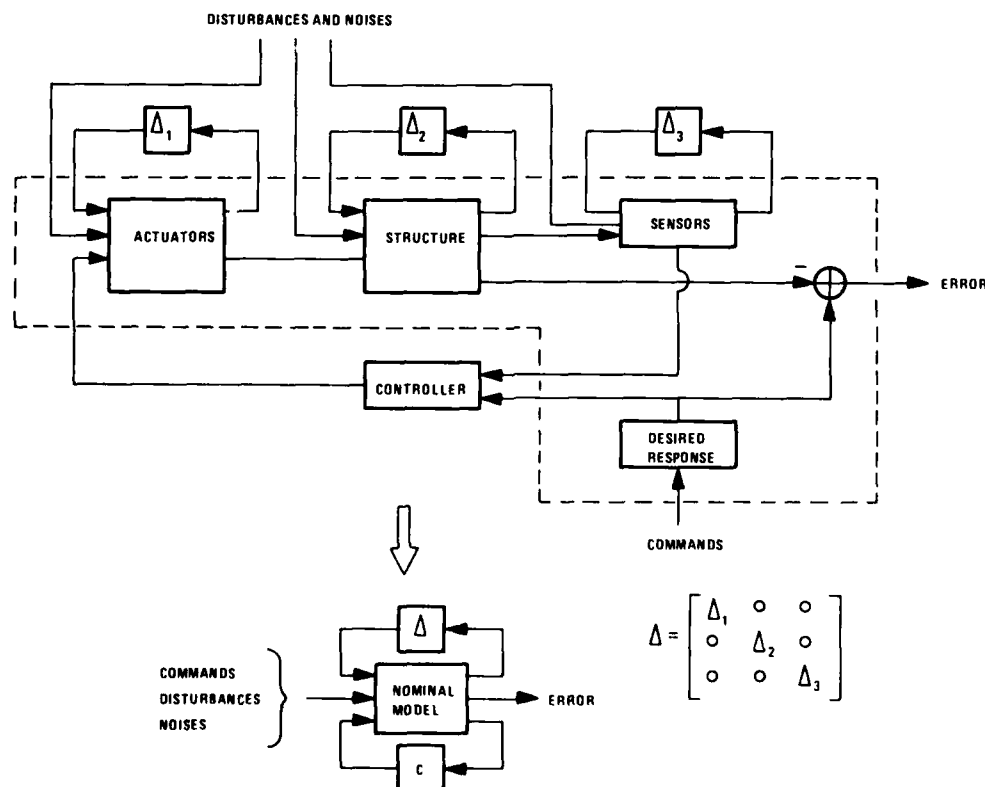 DISTURBANCES AND NOISES
Δ₁
Δ₂
Δ₃
ACTUATORS
STRUCTURE
SENSORS
−
ERROR
CONTROLLER
DESIRED
RESPONSE
COMMANDS
Δ
COMMANDS
DISTURBANCES
NOISES
NOMINAL
MODEL
ERROR
C
Δ =
Δ₁ 0 0
0 Δ₂ 0
0 0 Δ₃